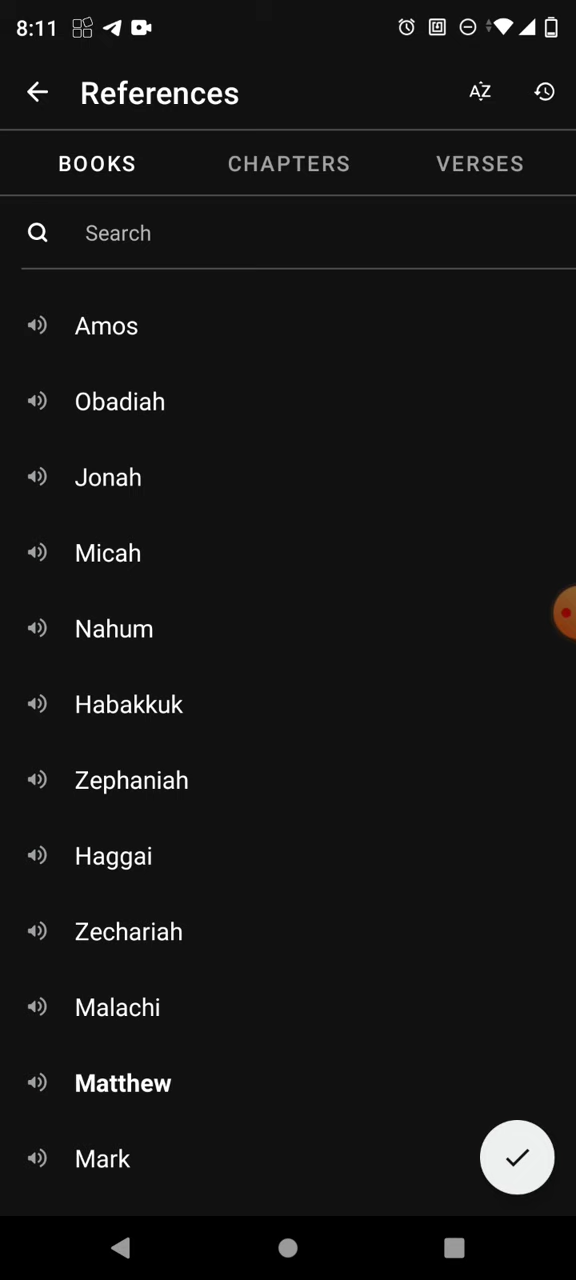 8:11
References
AZ
BOOKS CHAPTERS VERSES
Search
Amos
Obadiah
Jonah
Micah
Nahum
Habakkuk
Zephaniah
Haggai
Zechariah
Malachi
Matthew
Mark